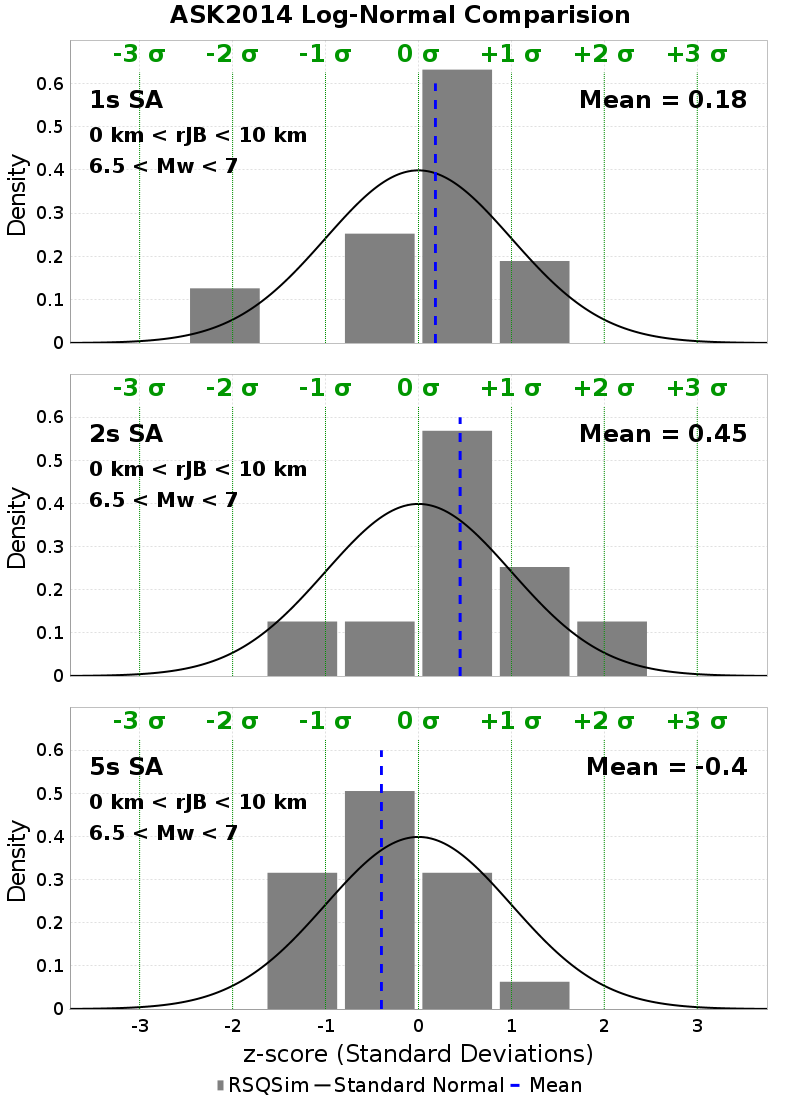 ASK2014 Log-Normal Comparision
-3 σ -2 σ -1 σ 0 σ +1 σ +2 σ +3 σ
1s SA
Mean = 0.18
0 km < rJB < 10 km
6.5 < Mw < 7
Density
0.6
0.5
0.4
0.3
0.2
0.1
0
-3 σ -2 σ -1 σ 0 σ +1 σ +2 σ +3 σ
2s SA
Mean = 0.45
0 km < rJB < 10 km
6.5 < Mw < 7
Density
0.6
0.5
0.4
0.3
0.2
0.1
0
-3 σ -2 σ -1 σ 0 σ +1 σ +2 σ +3 σ
5s SA
Mean = -0.4
0 km < rJB < 10 km
6.5 < Mw < 7
Density
0.6
0.5
0.4
0.3
0.2
0.1
0
-3 -2 -1 0 1 2 3
z-score (Standard Deviations)
RSQSim Standard Normal Mean